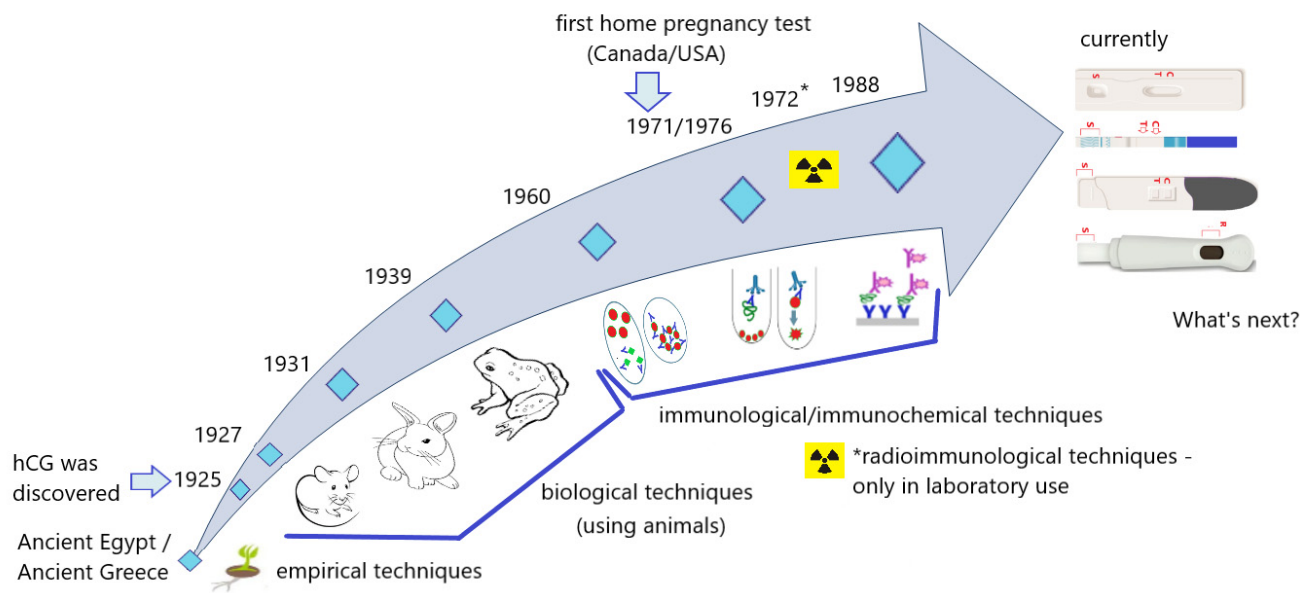 first home pregnancy test
(Canada/USA)
currently
1972*
1988
1971/1976
1960
1939
1931
1927
hCG was
discovered
1925
Ancient Egypt /
Ancient Greece
empirical techniques
biological techniques
(using animals)
immunological/immunochemical techniques
*radioimmunological techniques -
only in laboratory use
What's next?
S
T
C
S
T
C
S
T
C
S
R